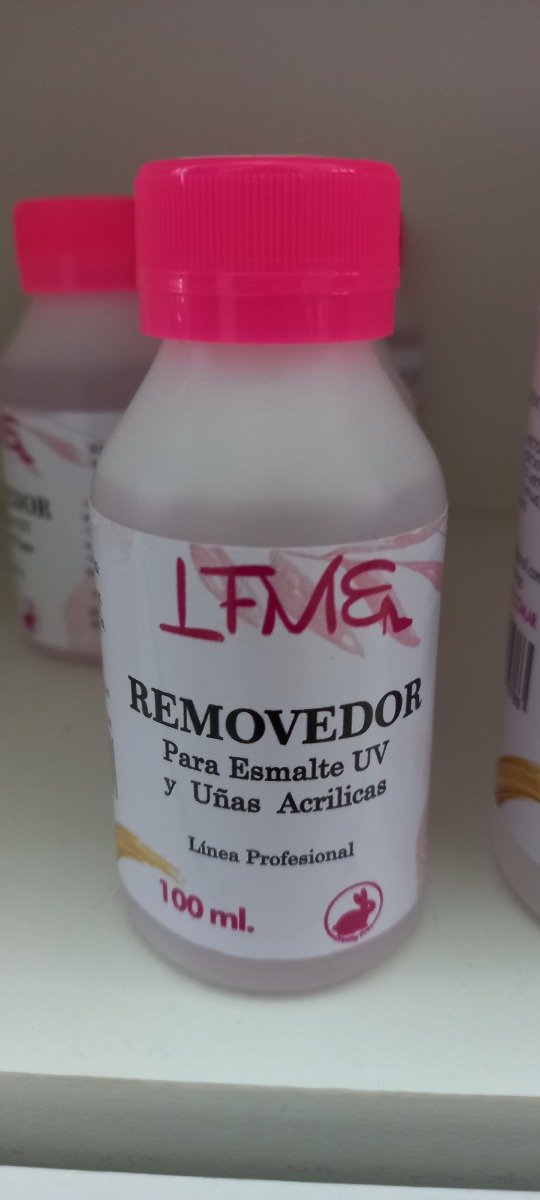 LFME
REMOVEDOR
Para Esmalte UV
y Uñas Acrilicas
Línea Profesional
100 ml.